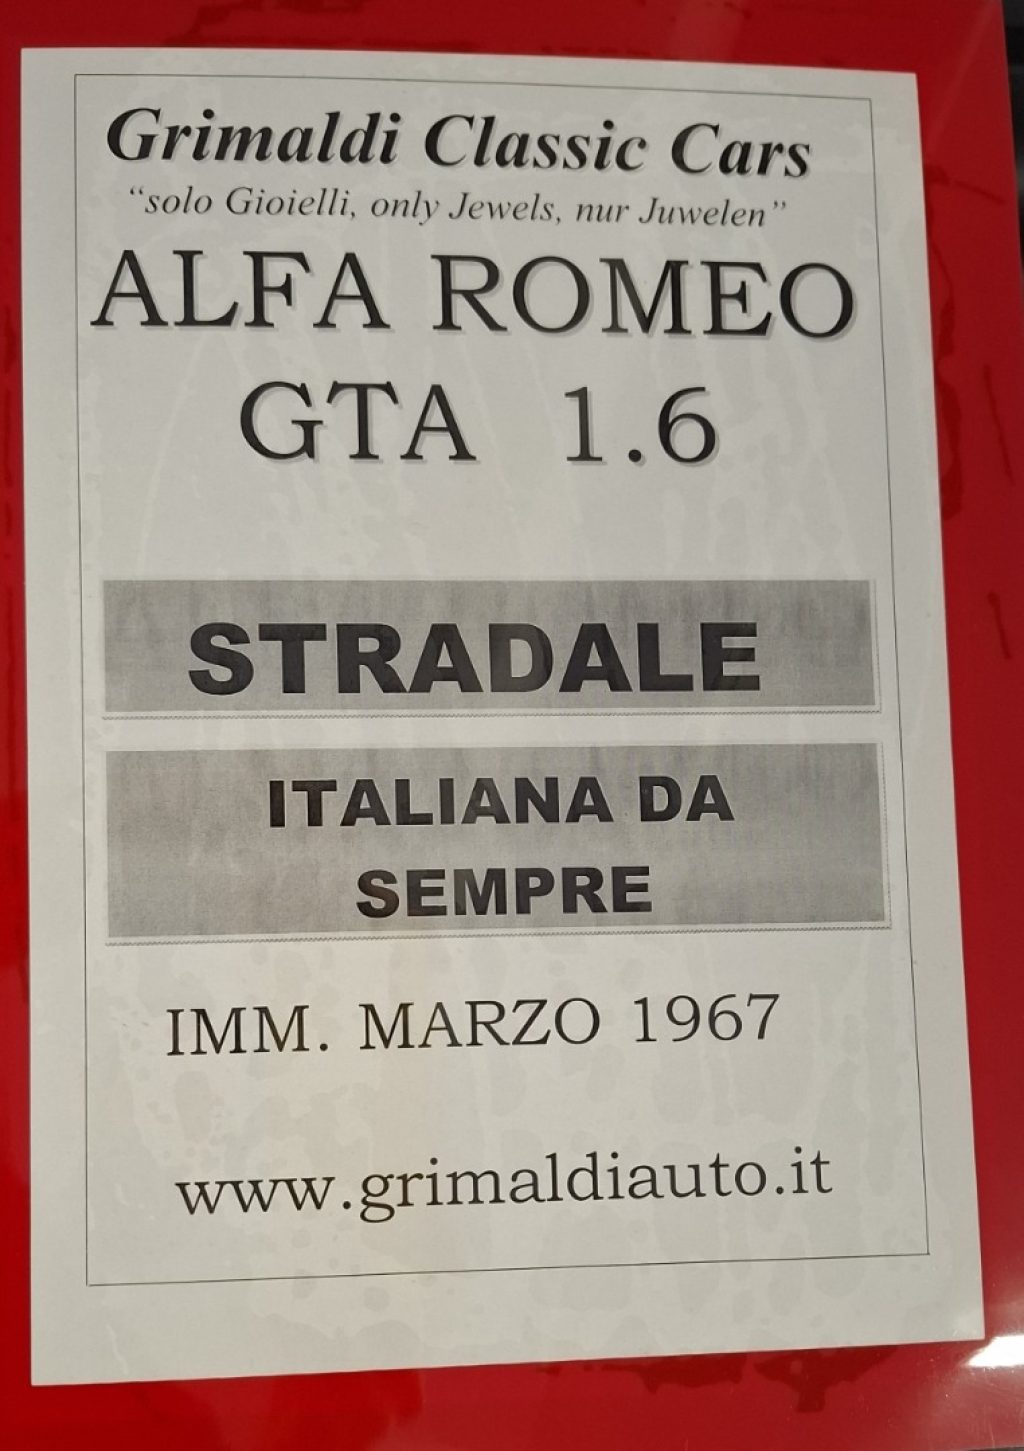 Grimaldi Classic Cars
“solo Gioielli, only Jewels, nur Juwelen”
ALFA ROMEO
GTA 1.6
STRADALE
ITALIANA DA
SEMPRE
IMM. MARZO 1967
www.grimaldiauto.it